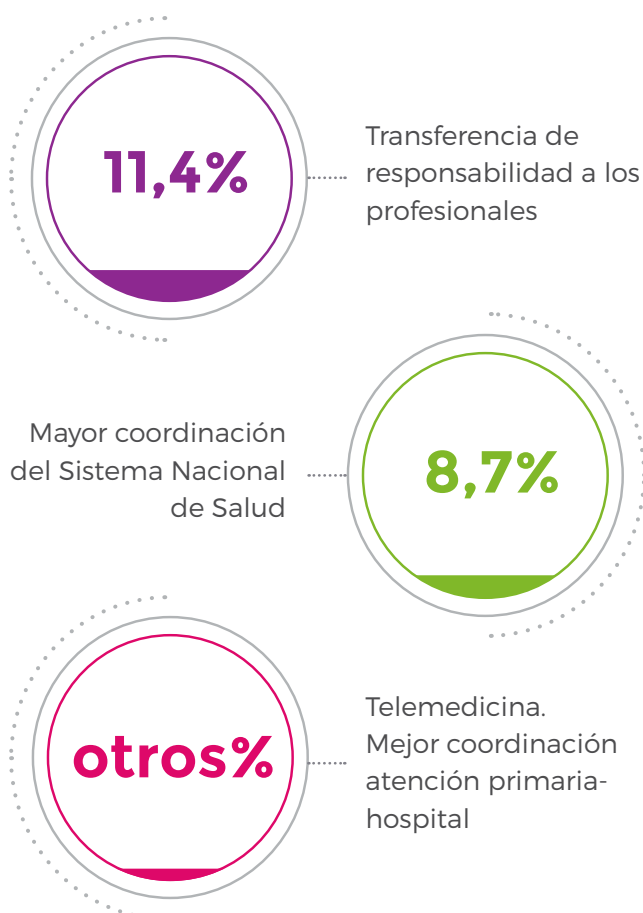 11,4%
Transferencia de
responsabilidad a los
profesionales
Mayor coordinación
del Sistema Nacional
de Salud
8,7%
otros%
Telemedicina.
Mejor coordinación
atención primaria-
hospital